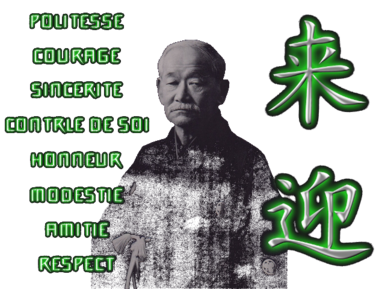 POLITESSE
COURAGE
SINCERITE
CONTRLE DE SOI
HONNEUR
MODESTIE
AMITIE
RESPECT
来
迎